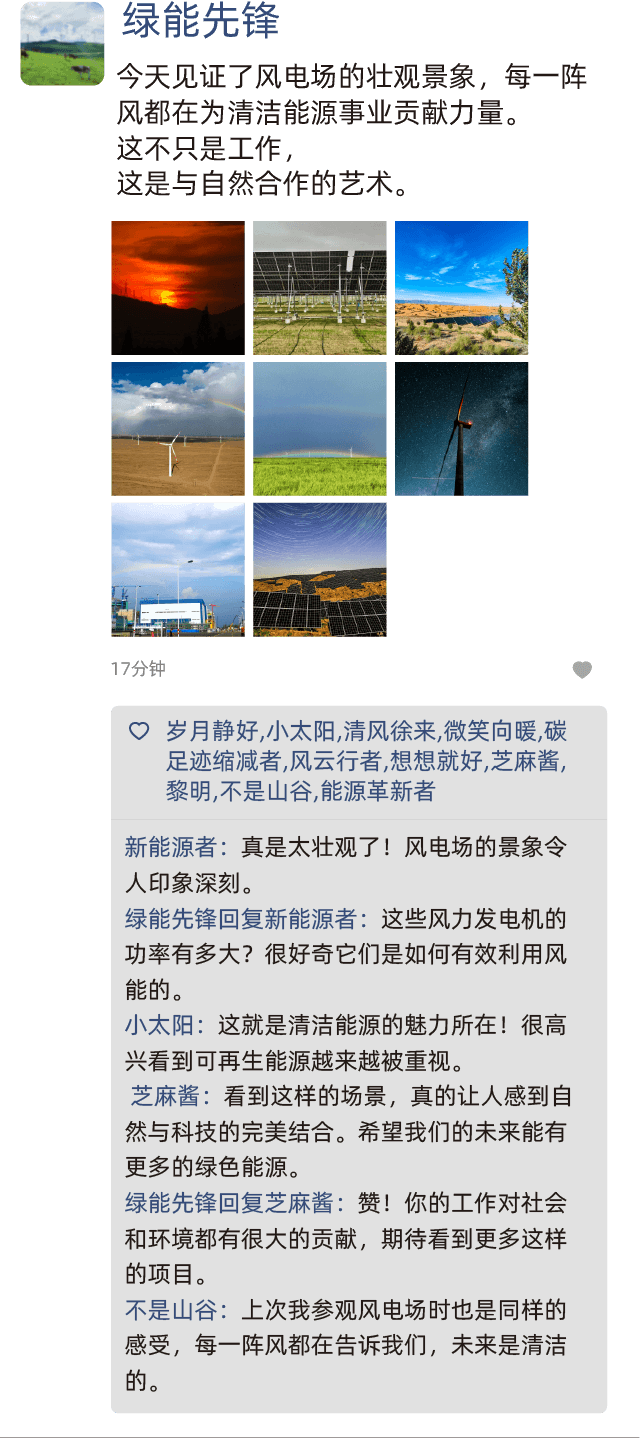 绿能先锋
今天见证了风电场的壮观景象，每一阵
风都在为清洁能源事业贡献力量。
这不只是工作，
这是与自然合作的艺术。
17分钟
岁月静好,小太阳,清风徐来,微笑向暖,碳
足迹缩减者,风云行者,想想就好,芝麻酱,
黎明,不是山谷,能源革新者
新能源者：真是太壮观了！风电场的景象令
人印象深刻。
绿能先锋回复新能源者：这些风力发电机的
功率有多大？很好奇它们是如何有效利用风
能的。
小太阳：这就是清洁能源的魅力所在！很高
兴看到可再生能源越来越被重视。
芝麻酱：看到这样的场景，真的让人感到自
然与科技的完美结合。希望我们的未来能有
更多的绿色能源。
绿能先锋回复芝麻酱：赞！你的工作对社会
和环境都有很大的贡献，期待看到更多这样
的项目。
不是山谷：上次我参观风电场时也是同样的
感受，每一阵风都在告诉我们，未来是清洁
的。